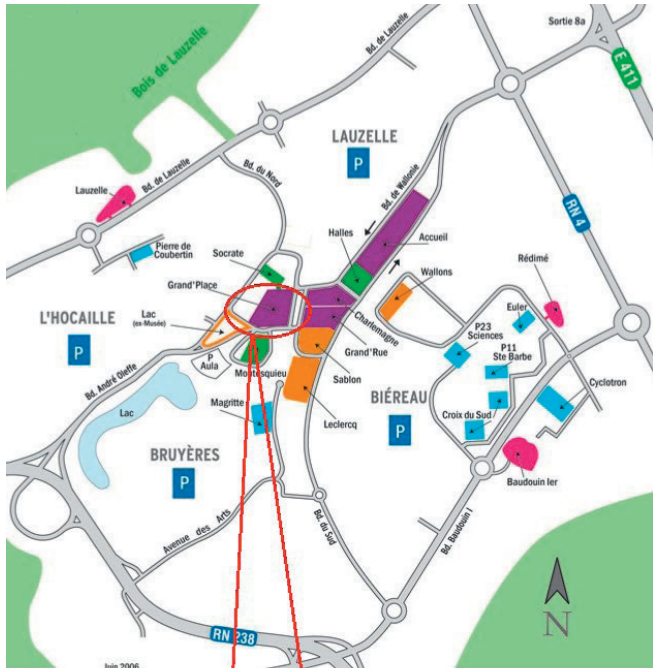 Bois de Lauzelle
Bd. de Lauzelle
Sortie 8a
E 411
LAUZELLE
P
Bd. du Nord
Bd. de Wallonie
Lauzelle
Bd. de Lauzelle
RN 4
Pierre de
Coubertin
Socrate
Halles
Accueil
Wallons
Rédimé
Grand'Place
Euler
L'HOCAILLE
P
Lac
(ex-Musée)
Charlemagne
P23
Sciences
Grand'Rue
P11
Ste Barbe
P
Aula
Montesquieu
Sablon
Bd. André Oleffe
BIÉREAU
P
Cyclotron
Lac
Magritte
Leclercq
Croix du Sud
BRUYÈRES
P
Baudouin Ier
Avenue des Arts
Bd. du Sud
Bd. Baudouin I
N
RN 238
Juin 2006